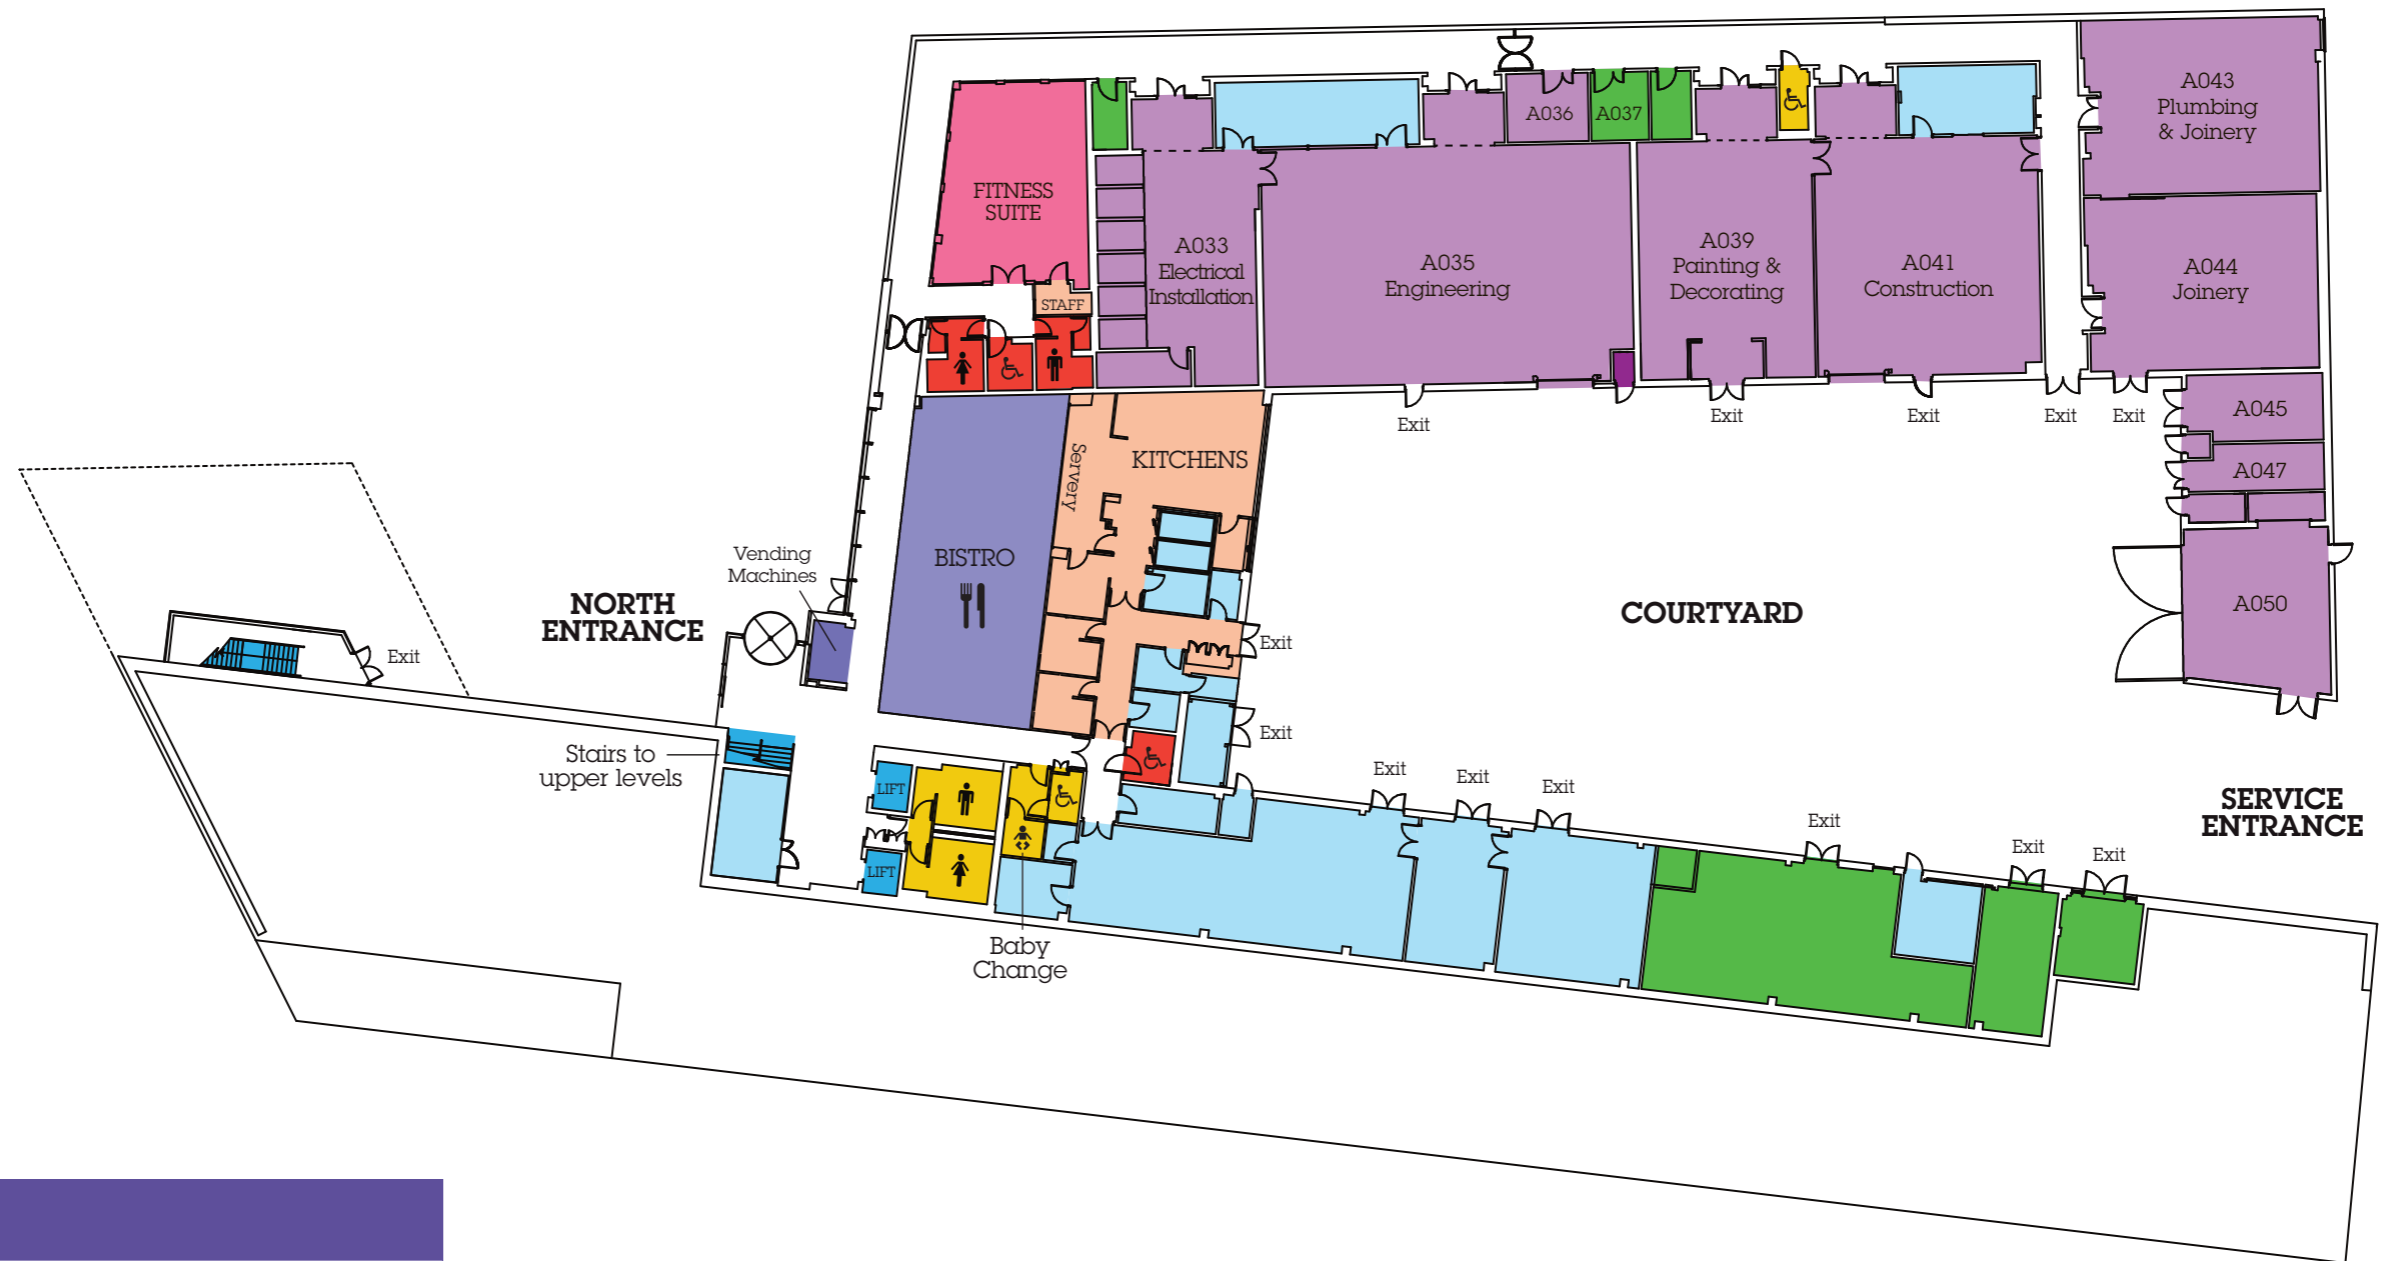 A043
Plumbing
& Joinery
A036
A037
FITNESS
SUITE
A033
Electrical
Installation
A035
Engineering
A039
Painting &
Decorating
A041
Construction
A044
Joinery
STAFF
Exit
Exit
Exit
Exit
Exit
A045
A047
A050
Servery
KITCHENS
BISTRO
Vending
Machines
NORTH
ENTRANCE
COURTYARD
Exit
Exit
Exit
Stairs to
upper levels
LIFT
LIFT
Exit
Exit
Exit
Exit
Exit
Exit
SERVICE
ENTRANCE
Baby
Change